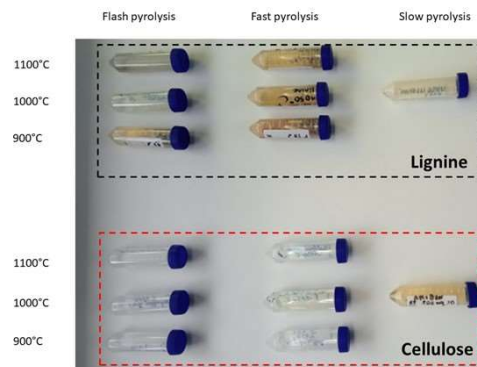 Flash pyrolysis
Fast pyrolysis
Slow pyrolysis
1100°C
1000°C
900°C
Lignine
1100°C
1000°C
900°C
Cellulose